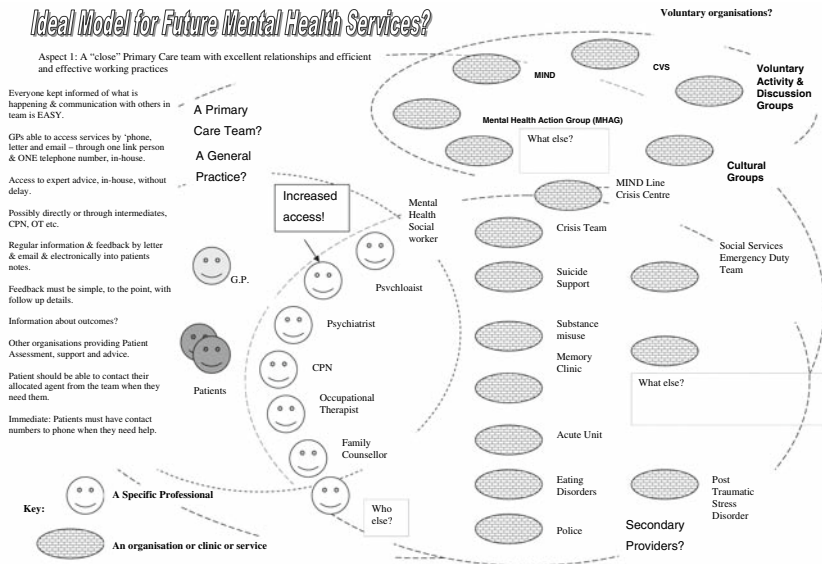 Ideal Model for Future Mental Health Services?
Voluntary organisations?
Aspect 1: A “close” Primary Care team with excellent relationships and efficient
and effective working practices
Everyone kept informed of what is
happening & communication with others in
team is EASY.
GPs able to access services by ‘phone,
letter and email – through one link person
& ONE telephone number, in-house.
Access to expert advice, in-house, without
delay.
Possibly directly or through intermediates,
CPN, OT etc.
Regular information & feedback by letter
& email & electronically into patients
notes.
Feedback must be simple, to the point, with
follow up details.
Information about outcomes?
Other organisations providing Patient
Assessment, support and advice.
Patient should be able to contact their
allocated agent from the team when they
need them.
Immediate: Patients must have contact
numbers to phone when they need help.
A Primary
Care Team?
A General
Practice?
Increased
access!
G.P.
Patients
Mental
Health
Social
worker
Psvchloaist
Psychiatrist
CPN
Occupational
Therapist
Family
Counsellor
Who
else?
MIND
CVS
Voluntary
Activity &
Discussion
Groups
Mental Health Action Group (MHAG)
What else?
Cultural
Groups
MIND Line
Crisis Centre
Crisis Team
Social Services
Emergency Duty
Team
Suicide
Support
Substance
misuse
Memory
Clinic
What else?
Acute Unit
Eating
Disorders
Post
Traumatic
Stress
Disorder
Police
Secondary
Providers?
Key:
A Specific Professional
An organisation or clinic or service